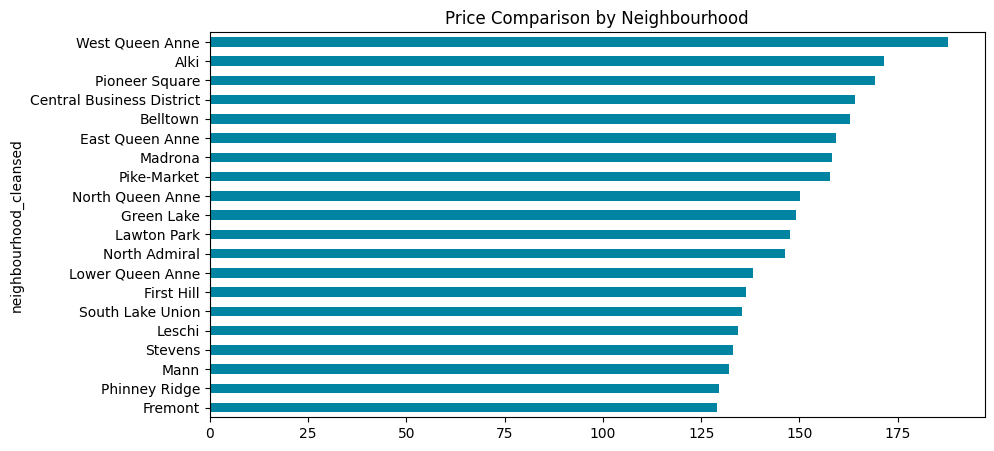 Price Comparison by Neighbourhood
neighbourhood_cleansed
West Queen Anne
Alki
Pioneer Square
Central Business District
Belltown
East Queen Anne
Madrona
Pike-Market
North Queen Anne
Green Lake
Lawton Park
North Admiral
Lower Queen Anne
First Hill
South Lake Union
Leschi
Stevens
Mann
Phinney Ridge
Fremont
0 25 50 75 100 125 150 175